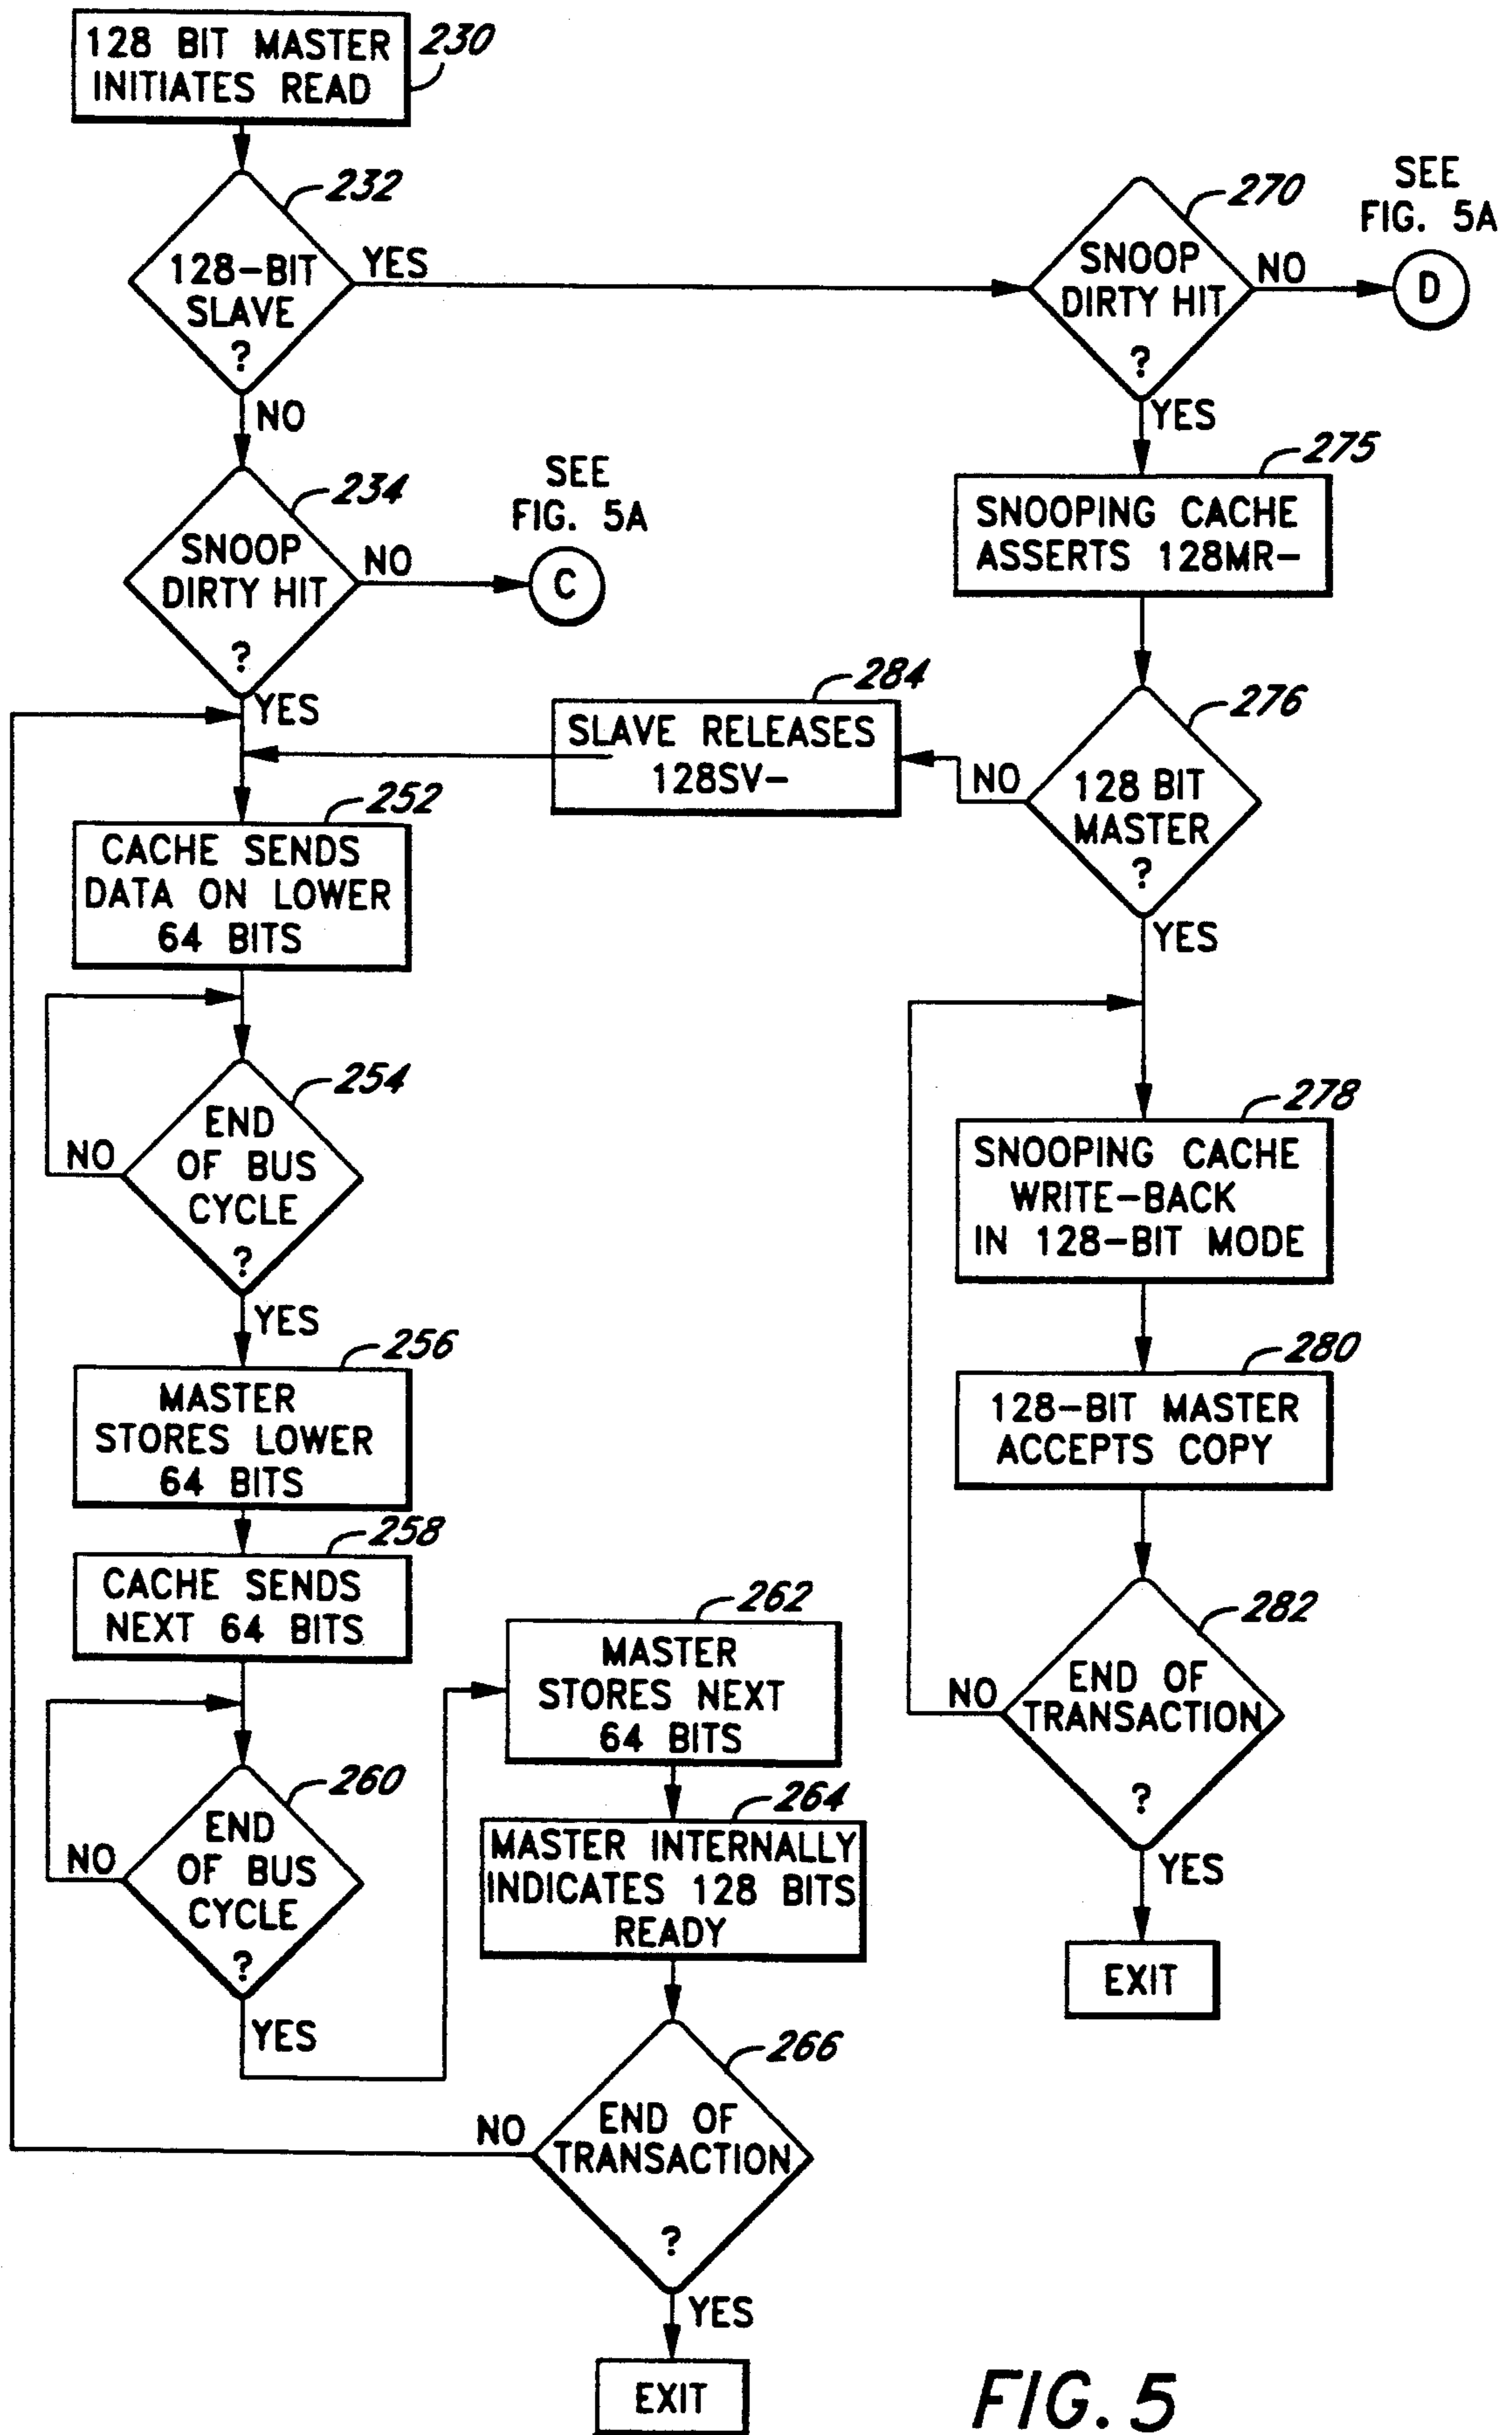 128 BIT MASTER
INITIATES READ
230
232
128-BIT
SLAVE
?
YES
NO
270
SNOOP
DIRTY HIT
?
NO
YES
SEE
FIG. 5A
D
234
SNOOP
DIRTY HIT
?
NO
YES
SEE
FIG. 5A
C
275
SNOOPING CACHE
ASSERTS 128MR-
276
128 BIT
MASTER
?
NO
YES
284
SLAVE RELEASES
128SV-
252
CACHE SENDS
DATA ON LOWER
64 BITS
254
END
OF BUS
CYCLE
?
NO
YES
278
SNOOPING CACHE
WRITE-BACK
IN 128-BIT MODE
280
128-BIT MASTER
ACCEPTS COPY
282
END OF
TRANSACTION
?
NO
YES
EXIT
256
MASTER
STORES LOWER
64 BITS
258
CACHE SENDS
NEXT 64 BITS
260
END
OF BUS
CYCLE
?
NO
YES
262
MASTER
STORES NEXT
64 BITS
264
MASTER INTERNALLY
INDICATES 128 BITS
READY
266
END OF
TRANSACTION
?
NO
YES
EXIT
FIG. 5